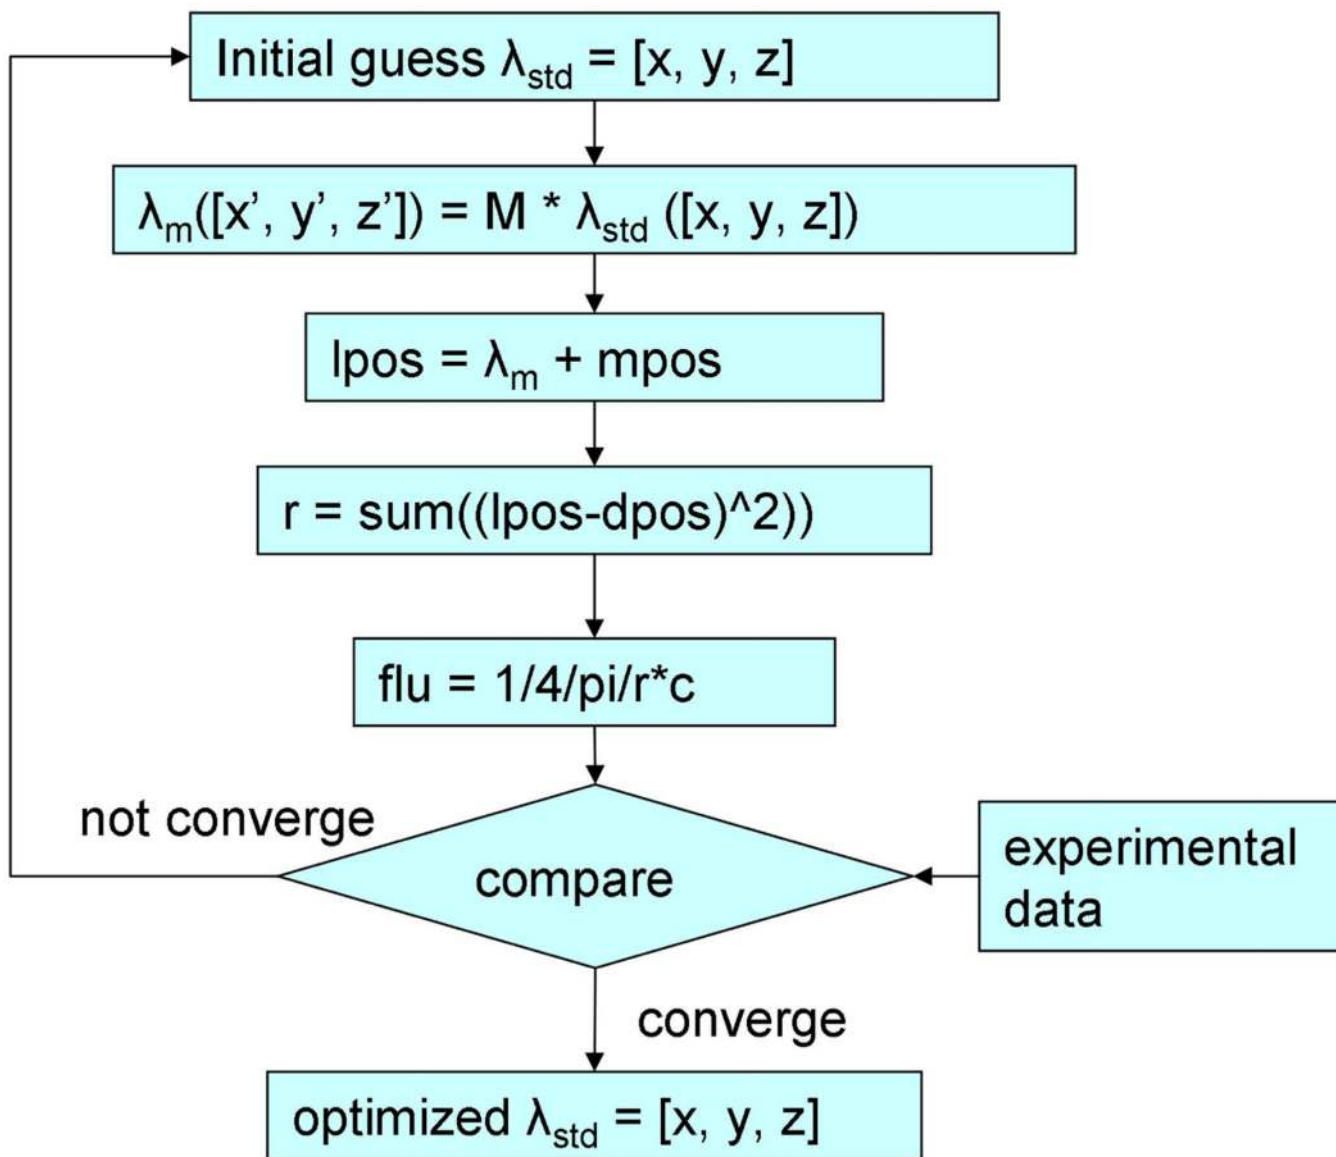 Initial guess λstd = [x, y, z]
λm([x’, y’, z’]) = M * λstd ([x, y, z])
lpos = λm + mpos
r = sum((lpos-dpos)^2))
flu = 1/4/pi/r*c
not converge
compare
experimental
data
converge
optimized λstd = [x, y, z]